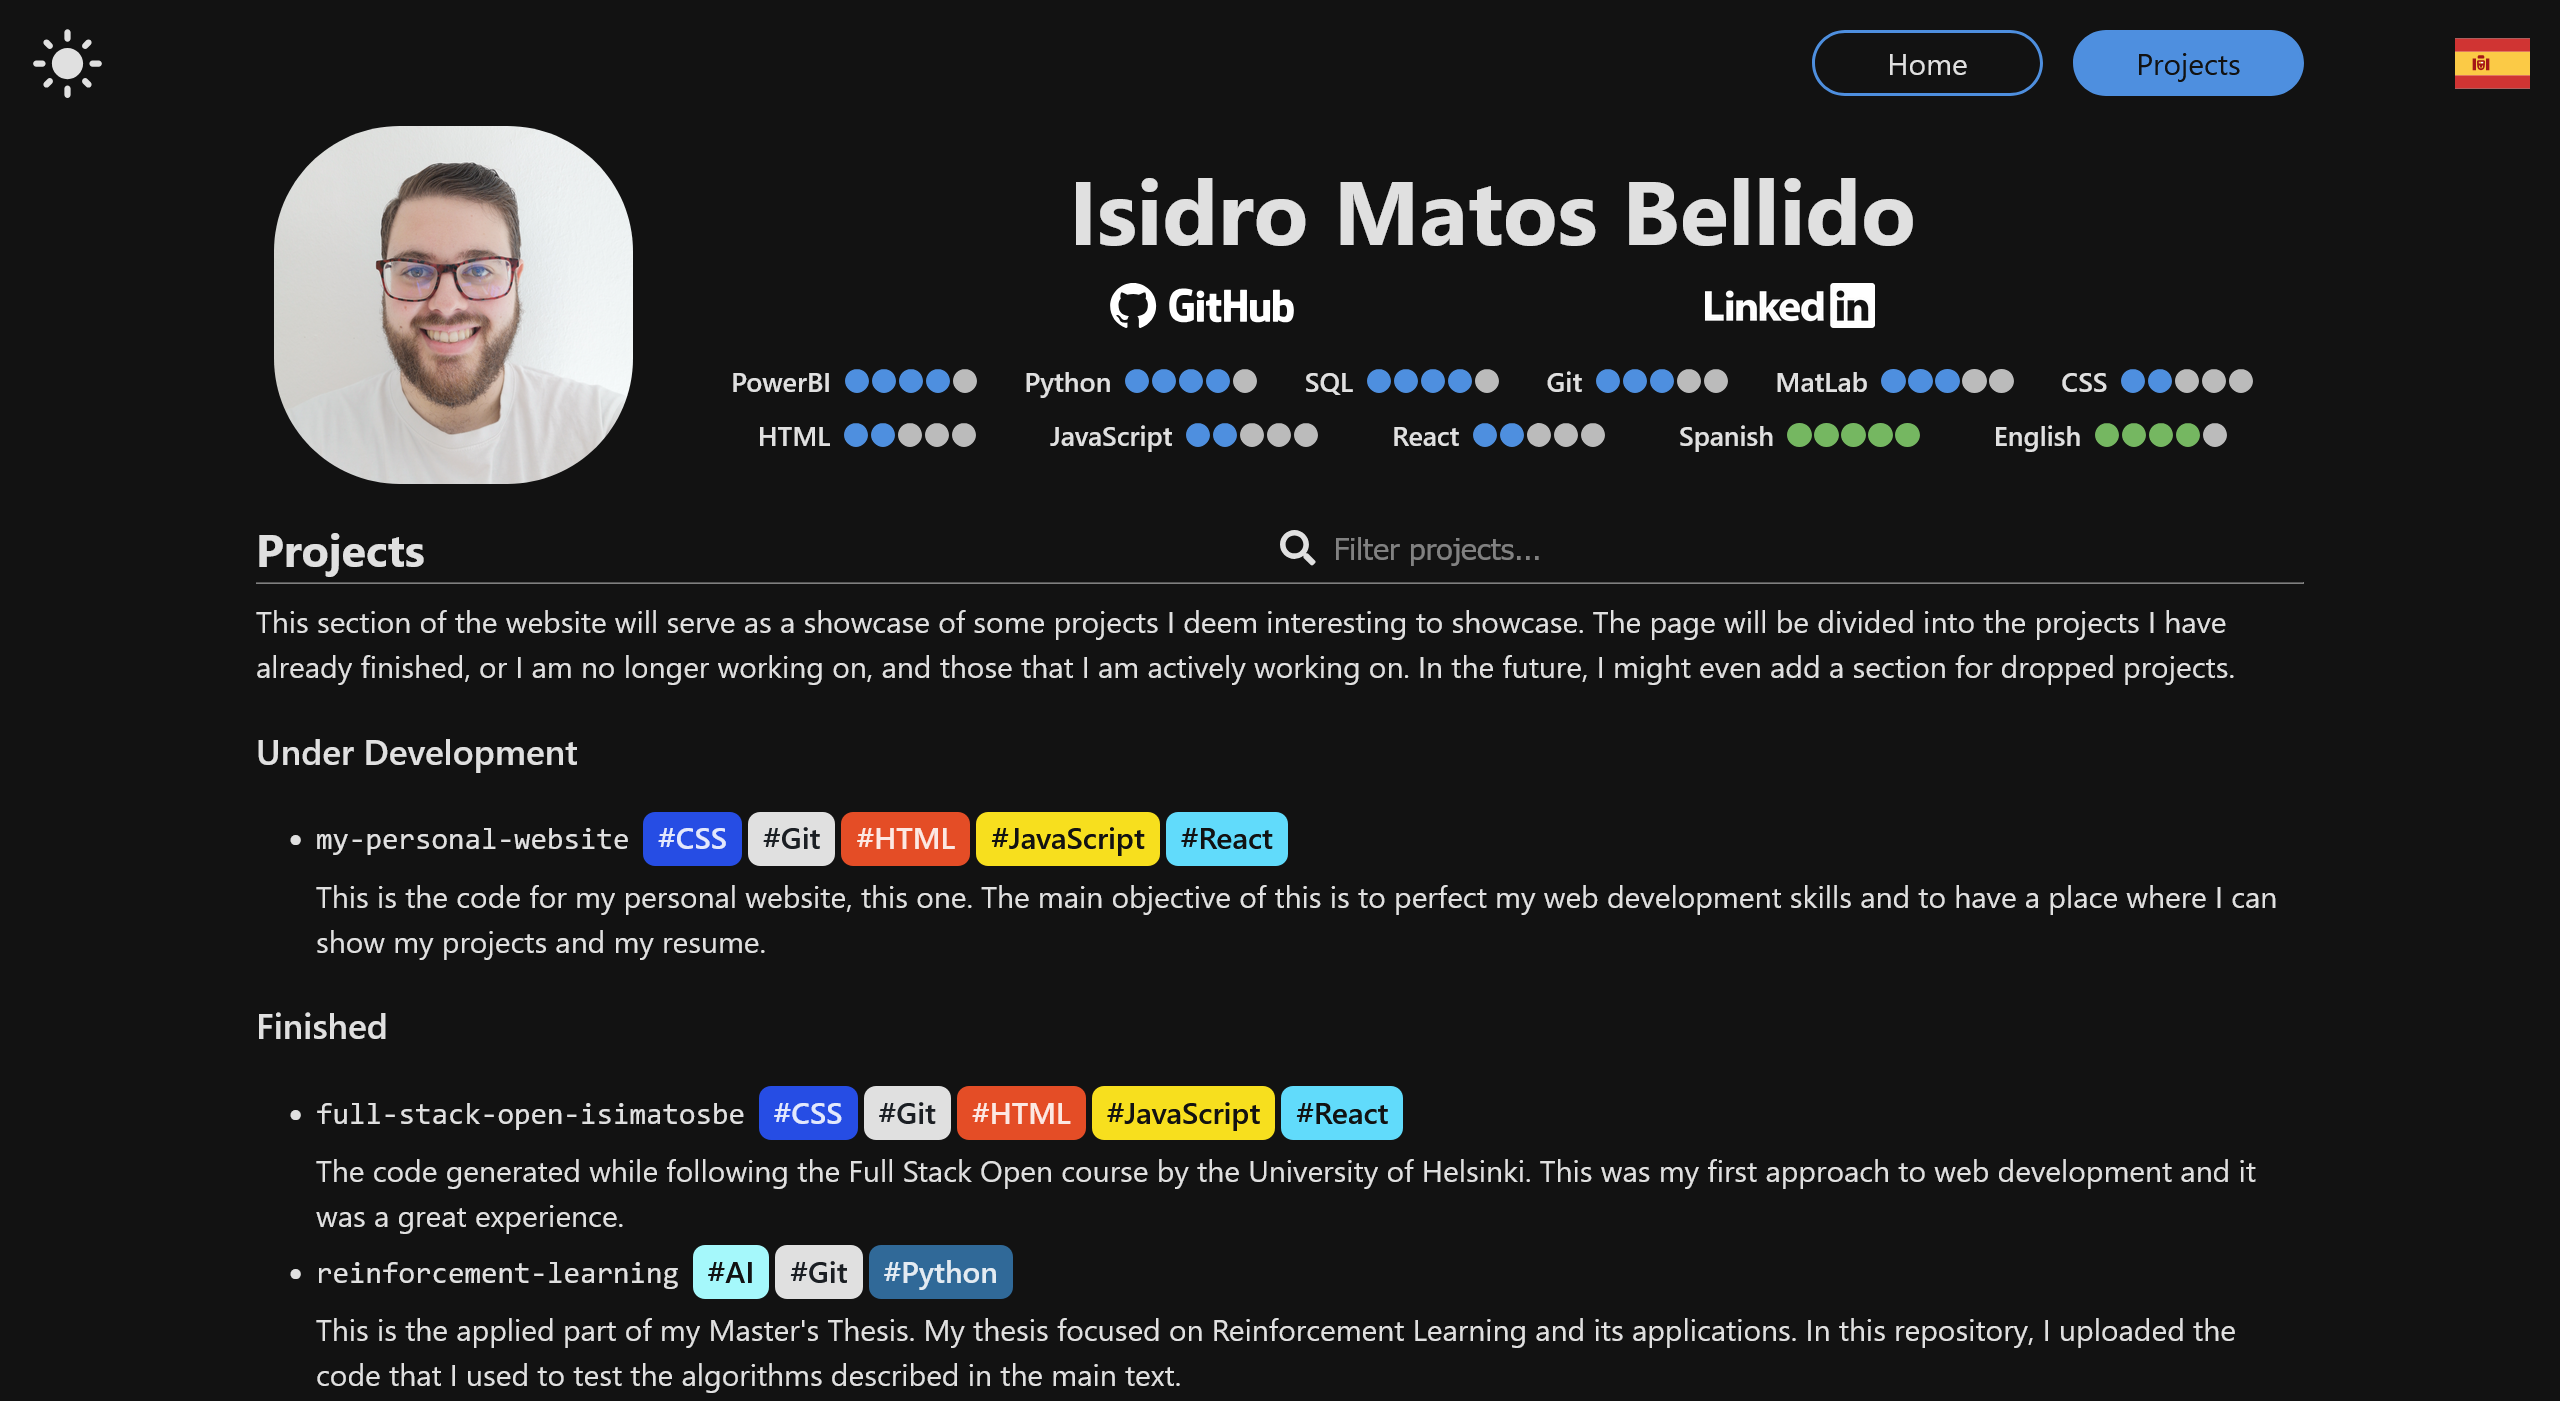 Home Projects
Isidro Matos Bellido
GitHub Linkedin
PowerBI Python SQL Git MatLab CSS
HTML JavaScript React Spanish English
Projects Filter projects...
This section of the website will serve as a showcase of some projects I deem interesting to showcase. The page will be divided into the projects I have
already finished, or I am no longer working on, and those that I am actively working on. In the future, I might even add a section for dropped projects.
Under Development
• my-personal-website #CSS #Git #HTML #JavaScript #React
This is the code for my personal website, this one. The main objective of this is to perfect my web development skills and to have a place where I can
show my projects and my resume.
Finished
• full-stack-open-isimatosbe #CSS #Git #HTML #JavaScript #React
The code generated while following the Full Stack Open course by the University of Helsinki. This was my first approach to web development and it
was a great experience.
• reinforcement-learning #AI #Git #Python
This is the applied part of my Master's Thesis. My thesis focused on Reinforcement Learning and its applications. In this repository, I uploaded the
code that I used to test the algorithms described in the main text.